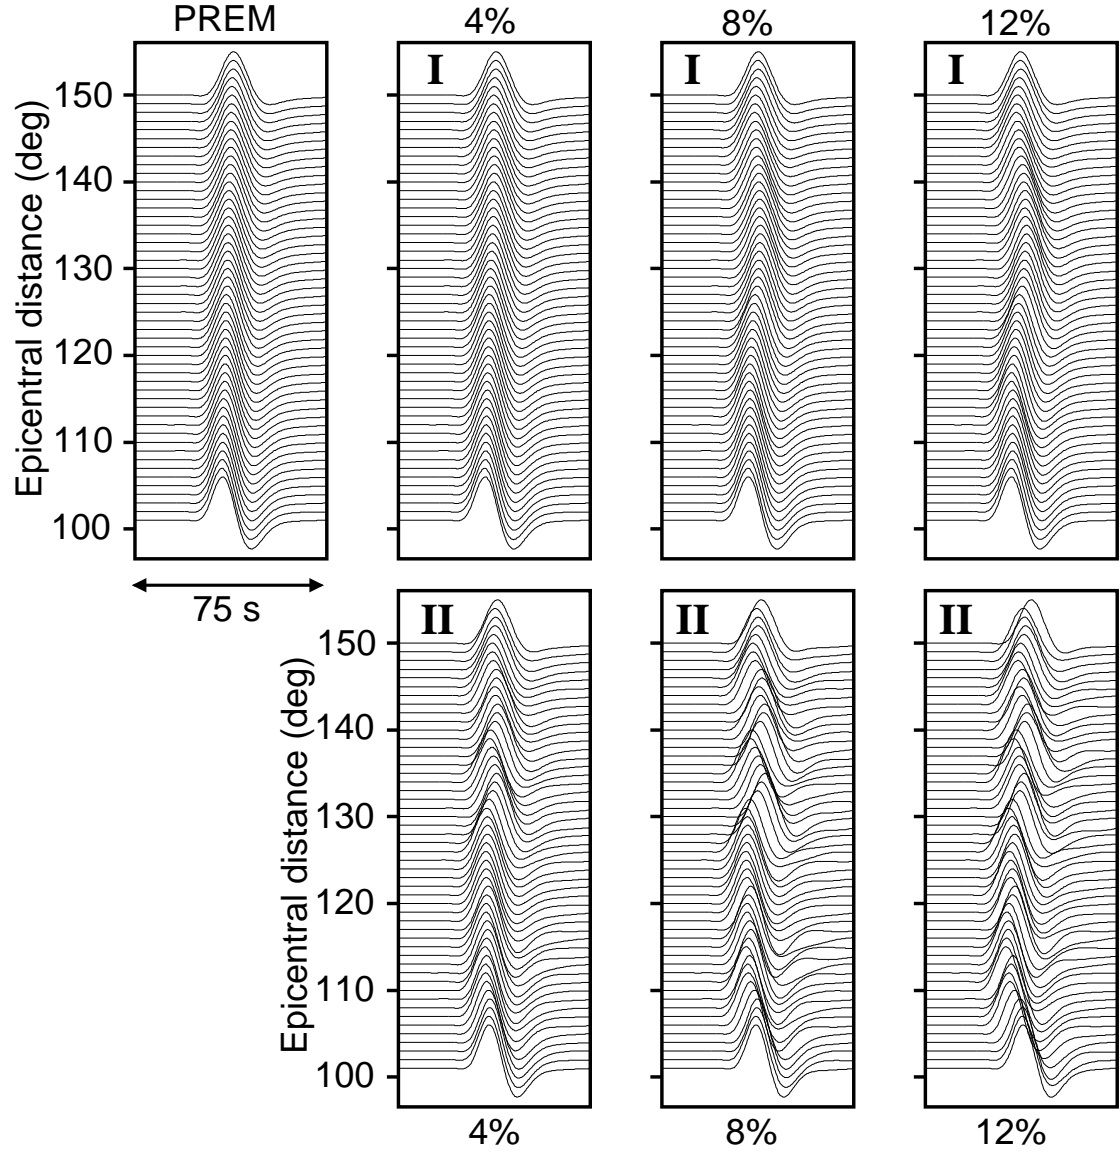 PREM 4% 8% 12%
I I I
Epicentral distance (deg)
150
140
130
120
110
100
75 s
II II II
Epicentral distance (deg)
150
140
130
120
110
100
4% 8% 12%